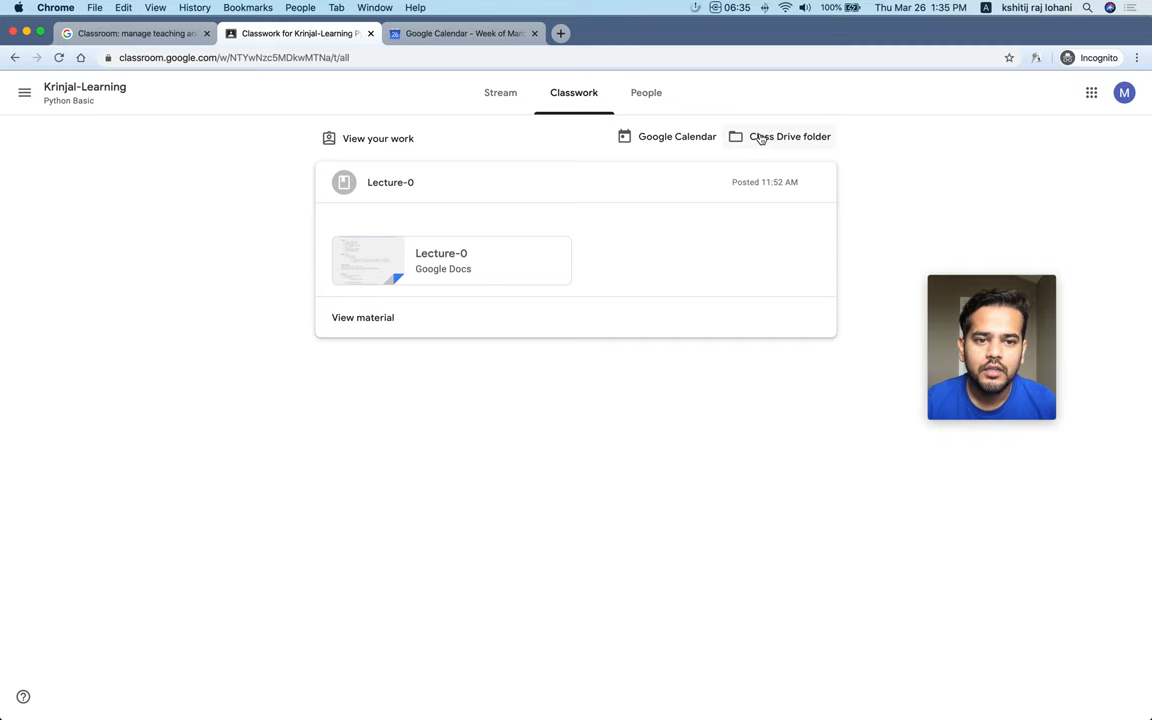 Chrome File Edit View History Bookmarks People Tab Window Help 06:35 100% Thu Mar 26 1:35 PM A kshitij raj lohani
Classroom: manage teaching an
Classwork for Krinjal-Learning P
26 Google Calendar - Week of Marc
classroom.google.com/w/NTYwNzc5MDkwMTNa/t/all
Incognito
Krinjal-Learning
Python Basic
Stream
Classwork
People
M
View your work
Google Calendar
Class Drive folder
Lecture-0
Posted 11:52 AM
Lecture-0
Google Docs
View material